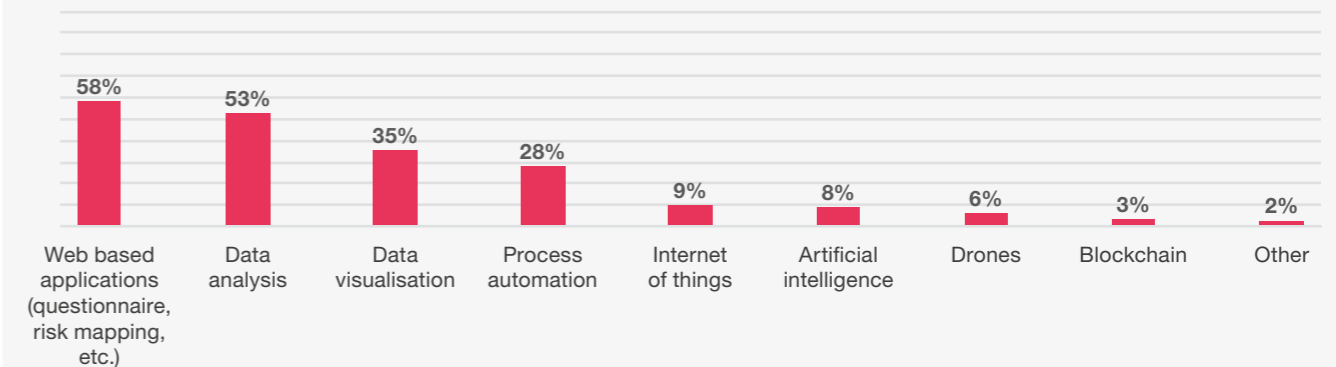 58%
53%
35%
28%
9%
8%
6%
3%
2%
Web based
applications
(questionnaire,
risk mapping,
etc.)
Data
analysis
Data
visualisation
Process
automation
Internet
of things
Artificial
intelligence
Drones
Blockchain
Other